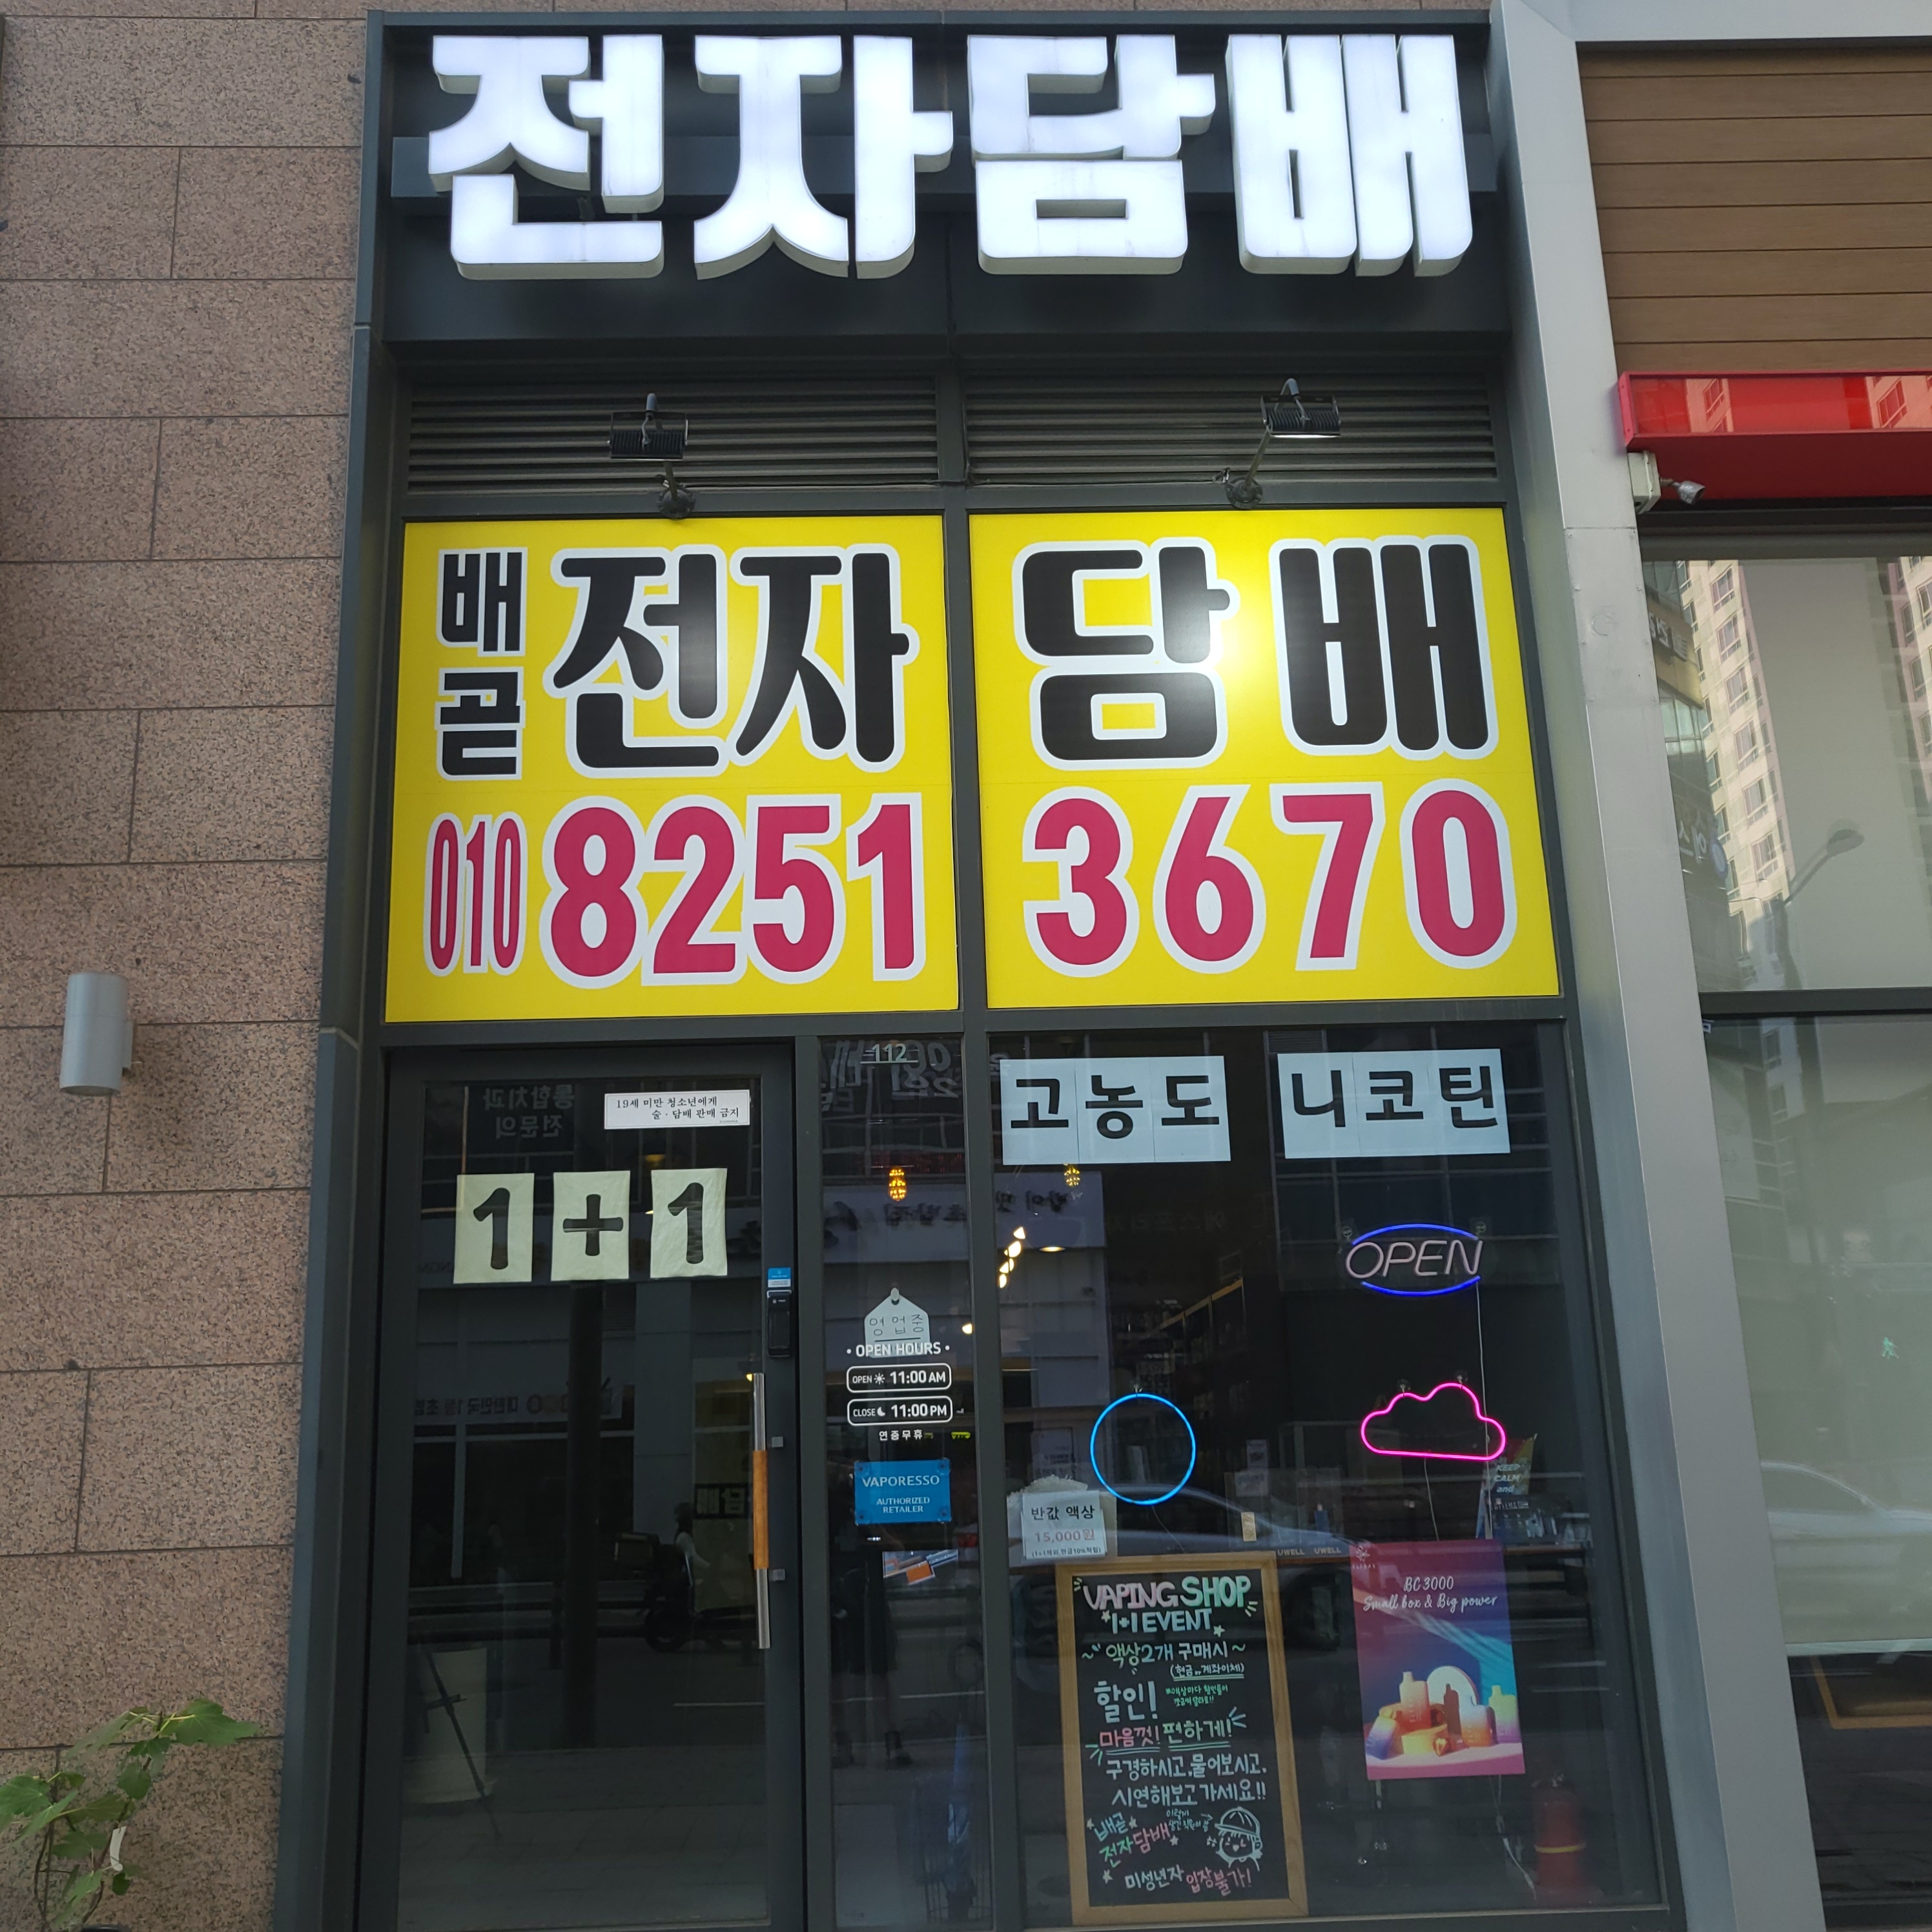 전자담배
배곧 전자 담배
010 8251 3670
112
19세 미만 청소년에게
술·담배 판매 금지
고농도 니코틴
1+1
OPEN
영업중
• OPEN HOURS •
OPEN 11:00 AM
CLOSE 11:00 PM
연중무휴
VAPORESSO
AUTHORIZED
RETAILER
반값 액상
15,000원
KEEP
CALM
and
UWELL UWELL
VAPING SHOP
1+1 EVENT
~액상2개 구매시~
할인!
마음껏! 편하게!
구경하시고, 물어보시고,
시연해보고가세요!!
배곧
전자담배
미성년자 입장불가!
BC3000
Small box & Big power